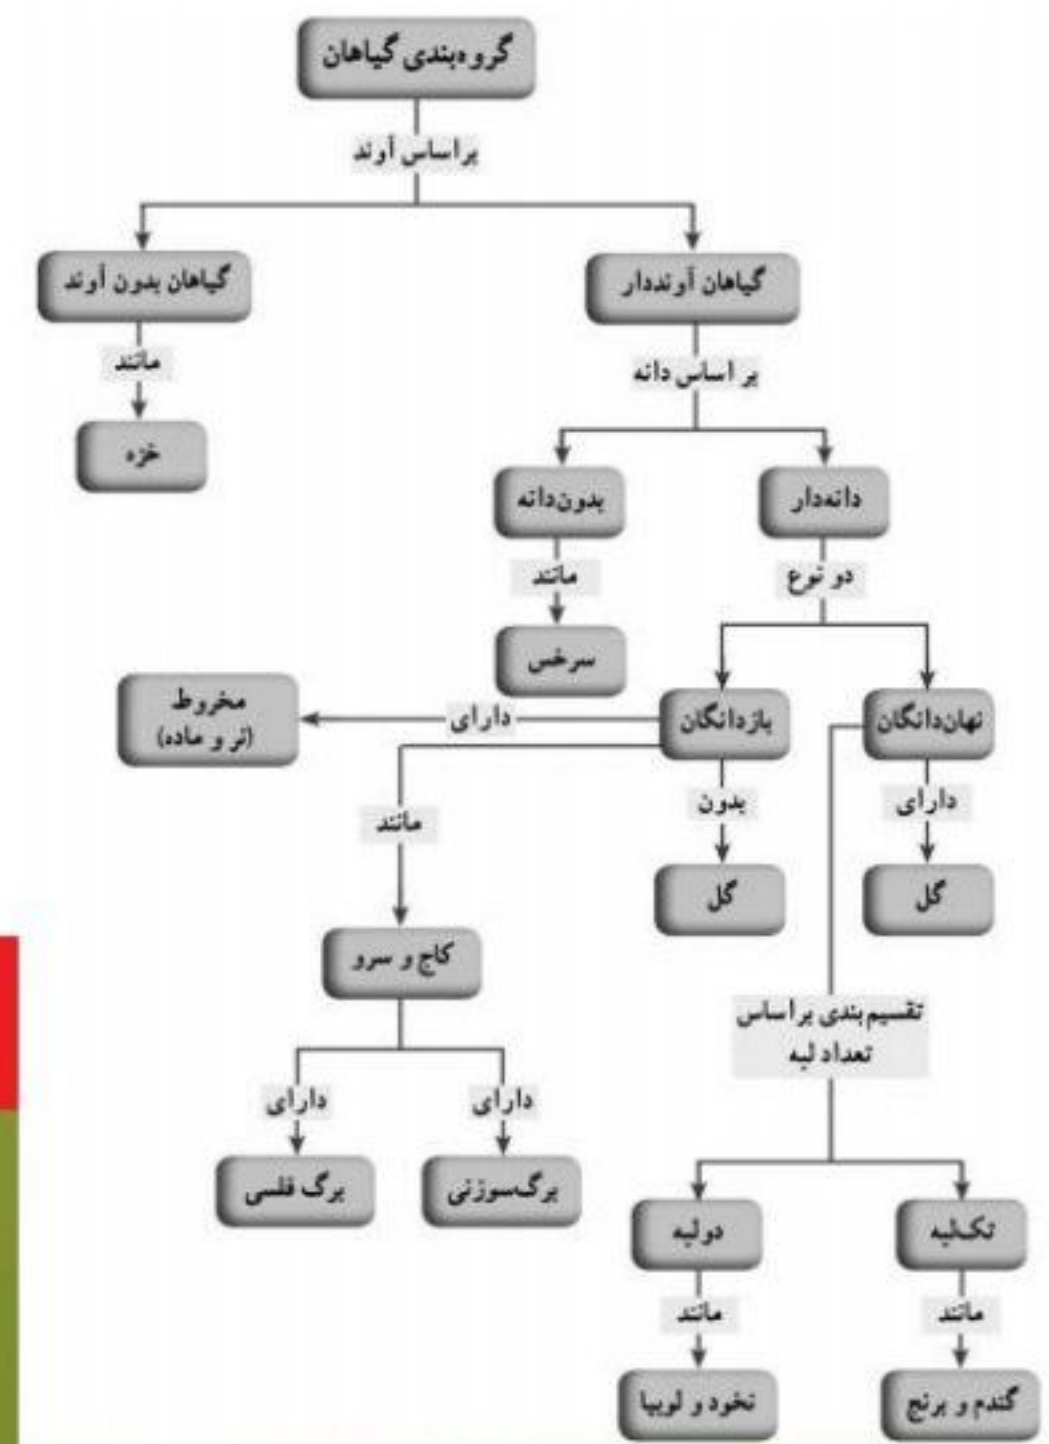 گروه‌بندی گیاهان
براساس آوند
گیاهان آونددار
گیاهان بدون آوند
مانند
خزه
بر اساس دانه
دانه‌دار
بدون‌دانه
مانند
سرخس
دو نوع
نهان‌دانگان
بازدانگان
دارای
مخروط
(نر و ماده)
دارای
گل
بدون
گل
مانند
کاج و سرو
دارای
برگ‌سوزنی
دارای
برگ فلسی
تقسیم‌بندی براساس
تعداد لپه
تک‌لپه
دولپه
مانند
مانند
گندم و برنج
نخود و لوبیا